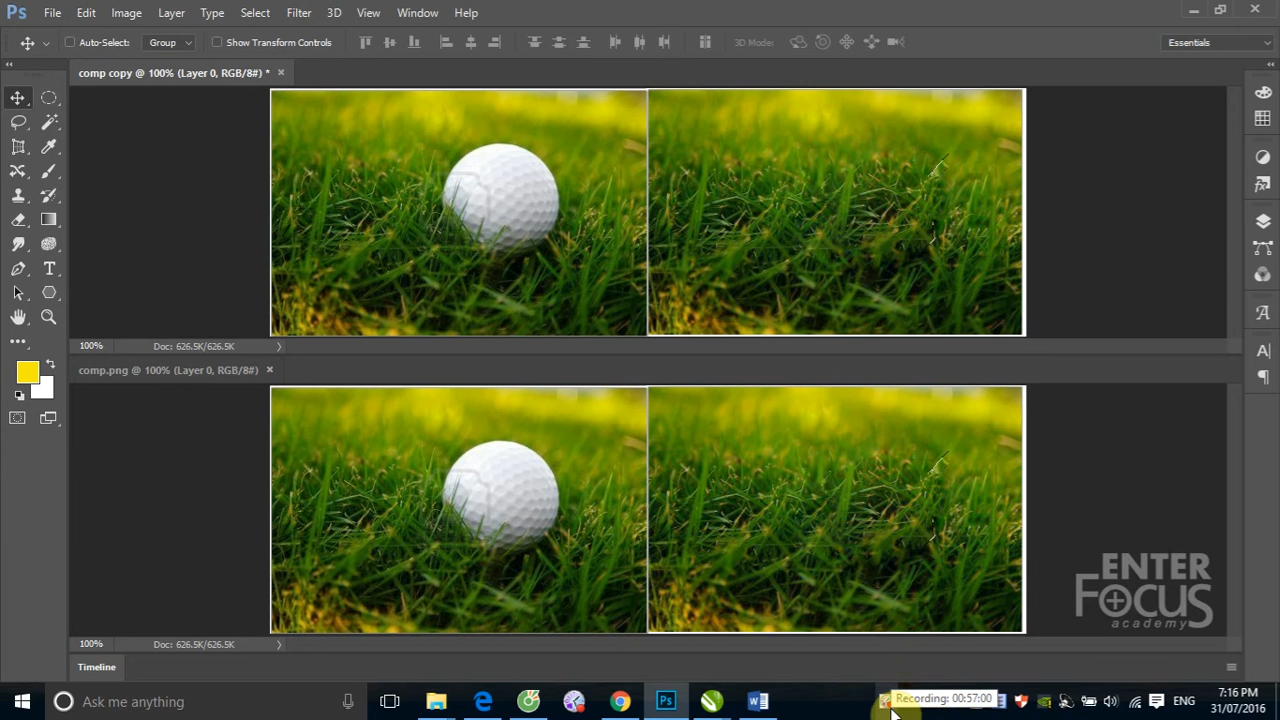 Ps File Edit Image Layer Type Select Filter 3D View Window Help
Auto-Select: Group Show Transform Controls 3D Mode: Essentials
comp copy @ 100% (Layer 0, RGB/8#) *
100% Doc: 626.5K/626.5K
comp.png @ 100% (Layer 0, RGB/8#)
ENTER
FOCUS
academy
100% Doc: 626.5K/626.5K
Timeline
Ask me anything
Recording: 00:57:00
ENG
7:16 PM
31/07/2016